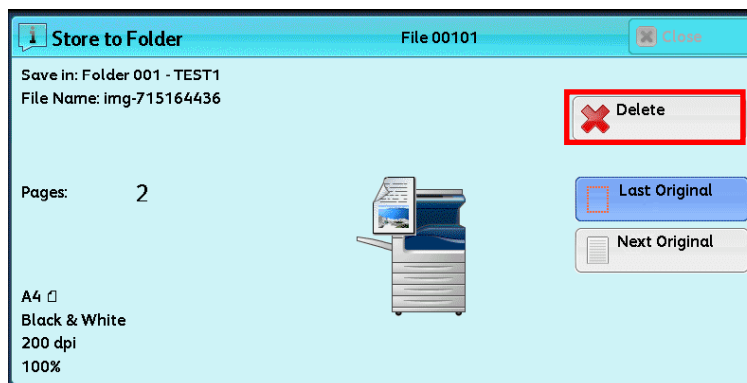 Store to Folder
File 00101
Close
Save in: Folder 001 - TEST1
File Name: img-715164436
Delete
Pages: 2
Last Original
Next Original
A4
Black & White
200 dpi
100%